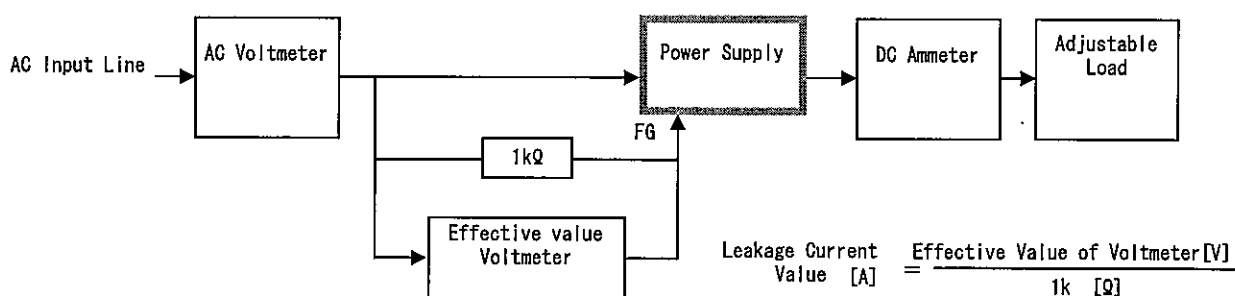 AC Input Line
AC Voltmeter
Power Supply
DC Ammeter
Adjustable
Load
FG
1kΩ
Effective value
Voltmeter
Leakage Current
Value [A]
=
Effective Value of Voltmeter[V]
1k [Ω]